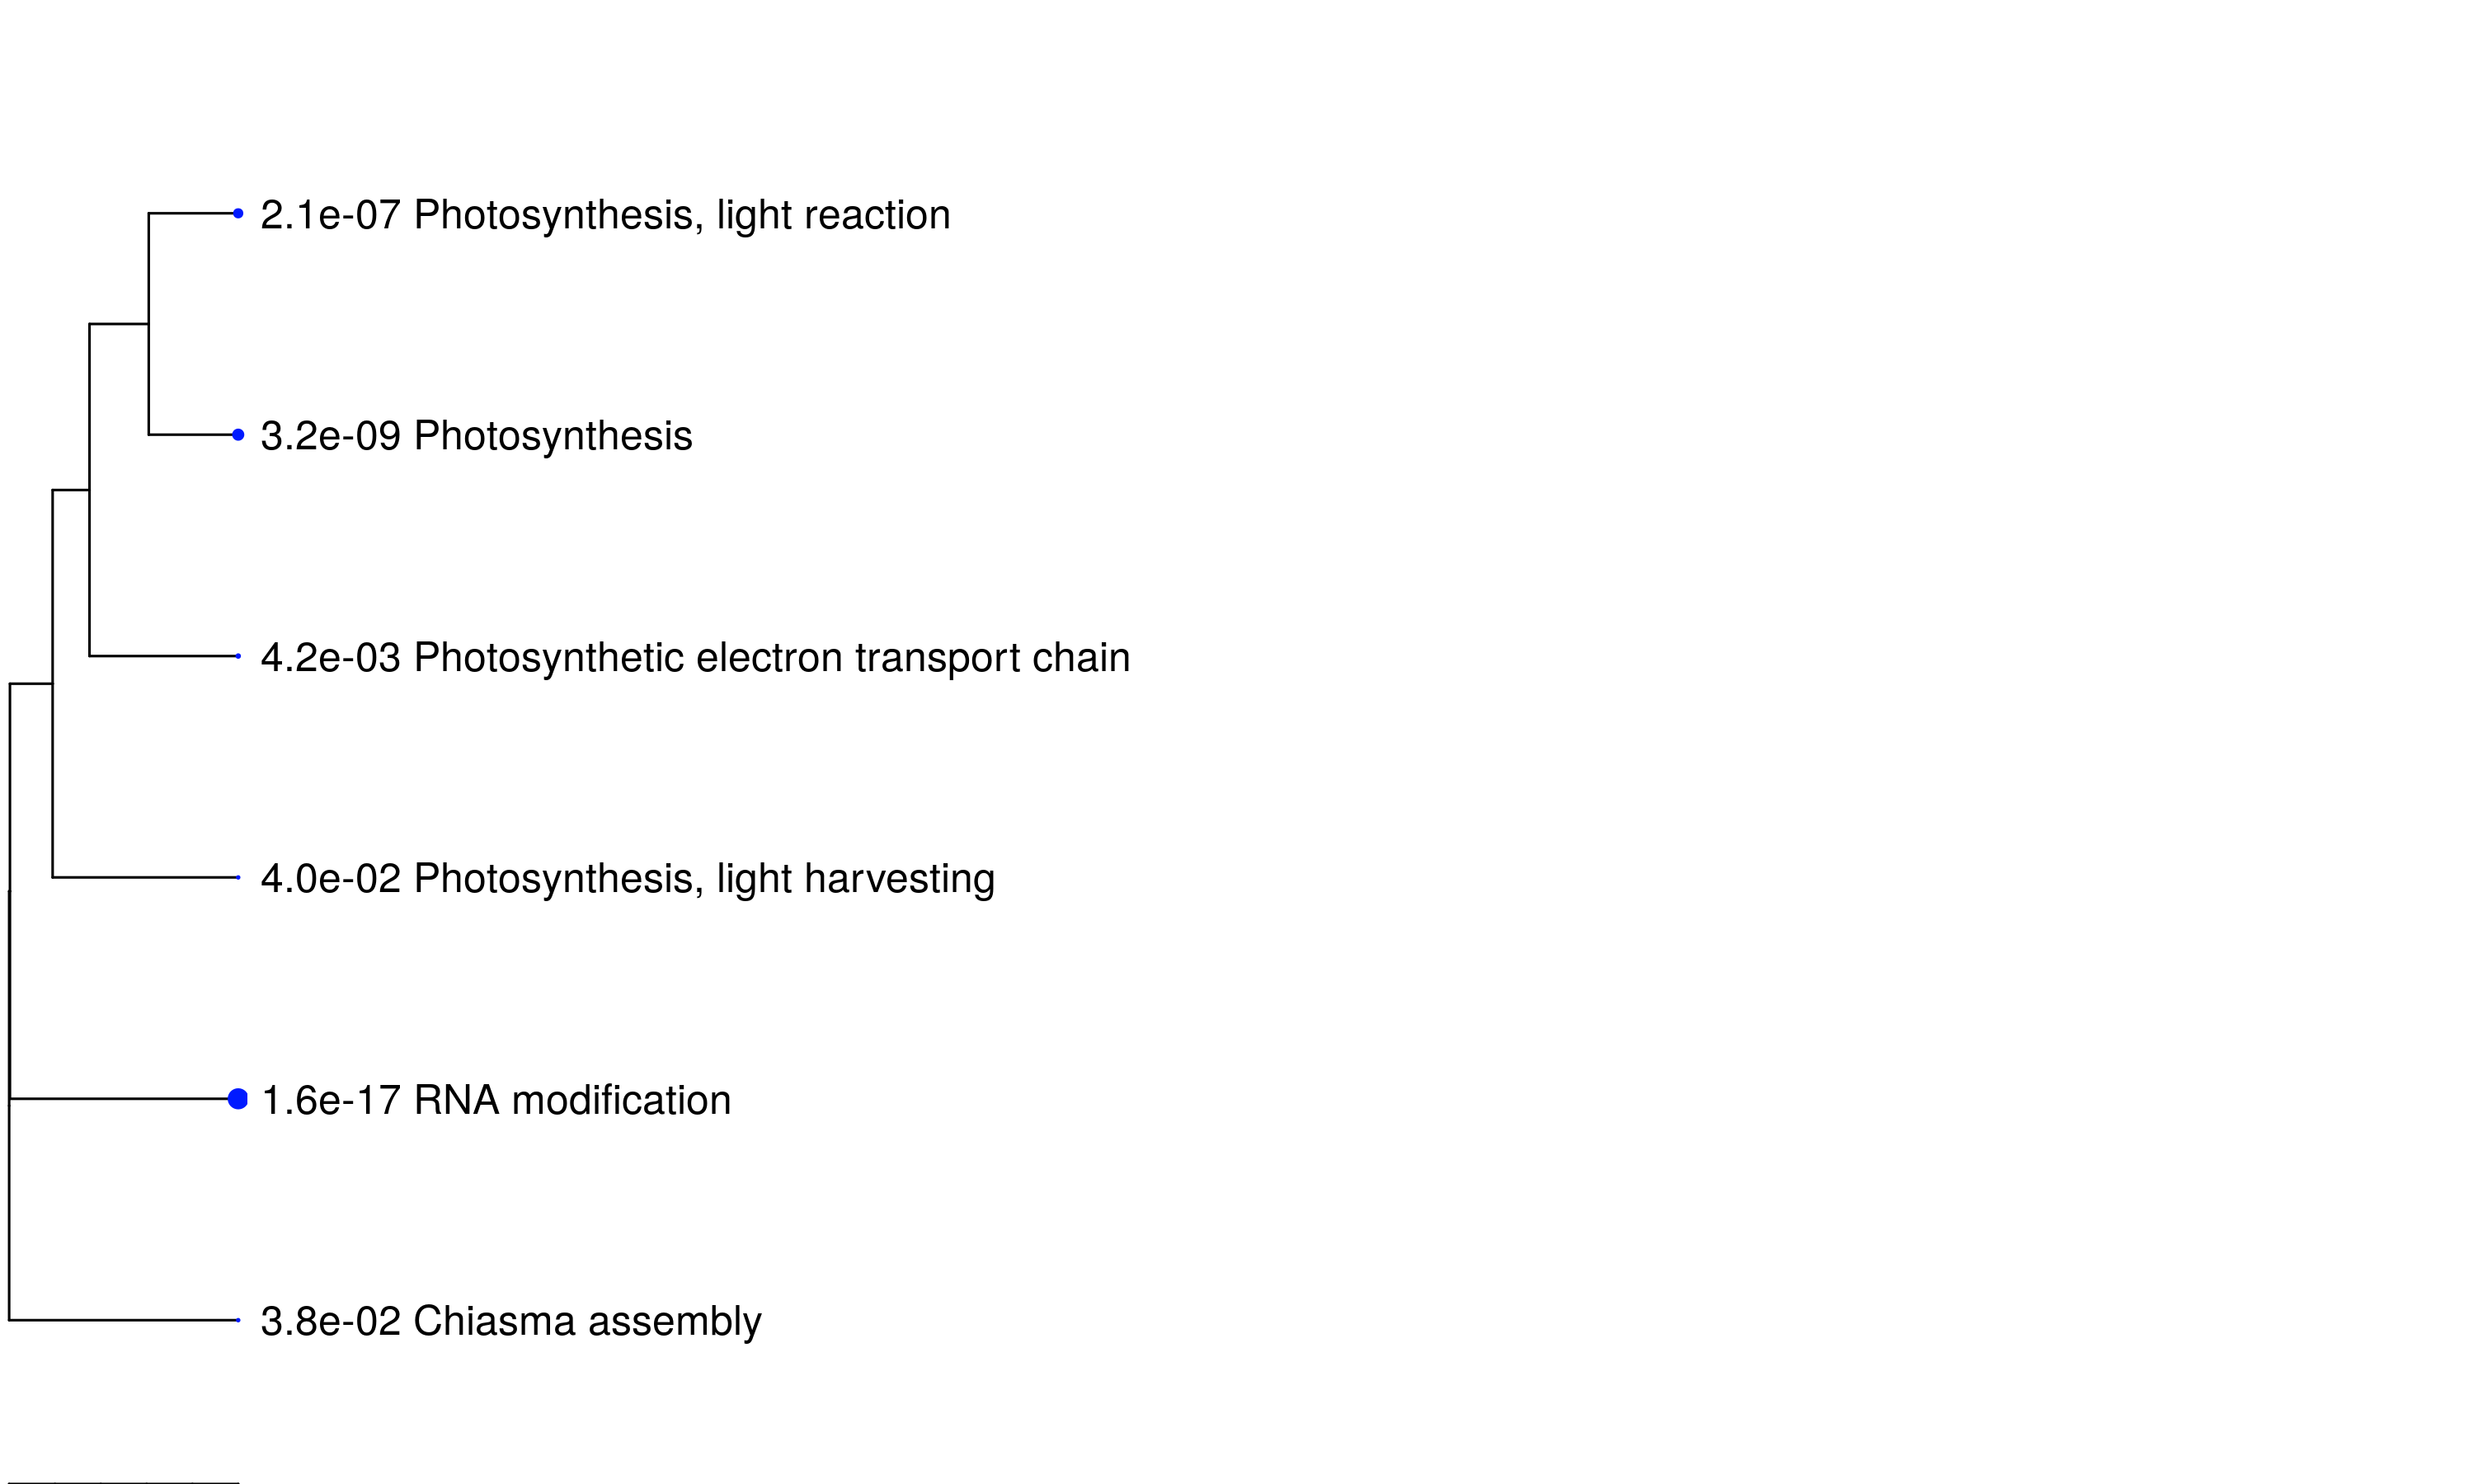 2.1e-07 Photosynthesis, light reaction
3.2e-09 Photosynthesis
4.2e-03 Photosynthetic electron transport chain
4.0e-02 Photosynthesis, light harvesting
1.6e-17 RNA modification
3.8e-02 Chiasma assembly